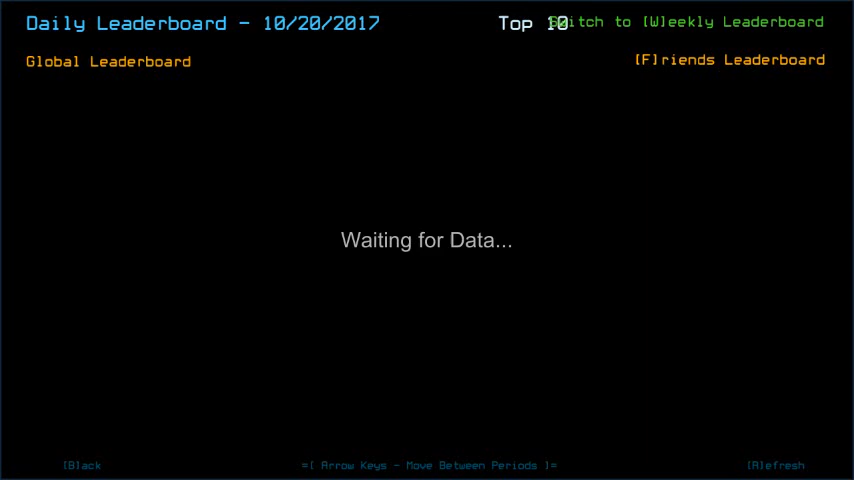 Daily Leaderboard - 10/20/2017
Top 10
Switch to [W]eekly Leaderboard
Global Leaderboard
[F]riends Leaderboard
Waiting for Data...
[B]ack
=[ Arrow Keys - Move Between Periods ]=
[R]efresh